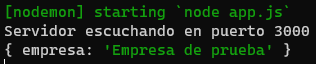 [nodemon] starting `node app.js`
Servidor escuchando en puerto 3000
{ empresa: 'Empresa de prueba' }